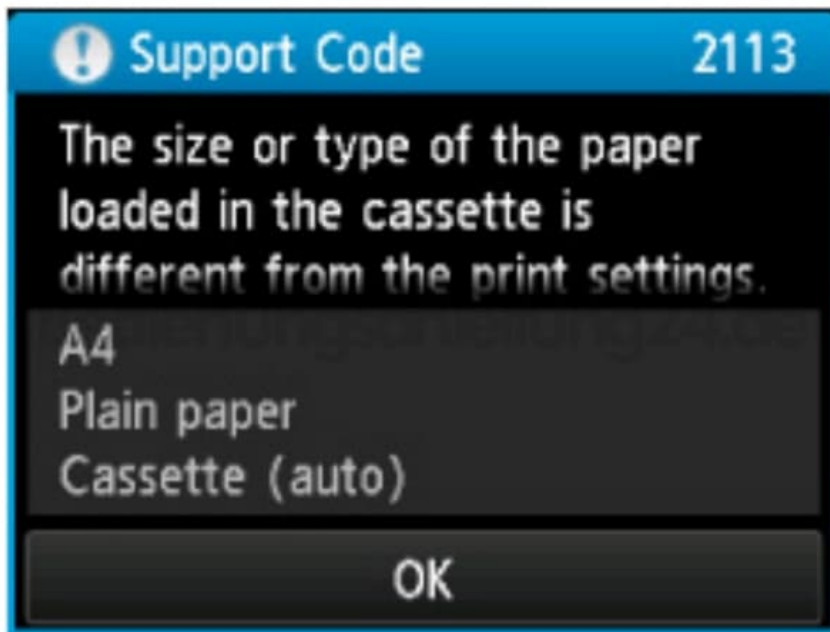 Support Code 2113
The size or type of the paper
loaded in the cassette is
different from the print settings.
A4
Plain paper
Cassette (auto)
OK